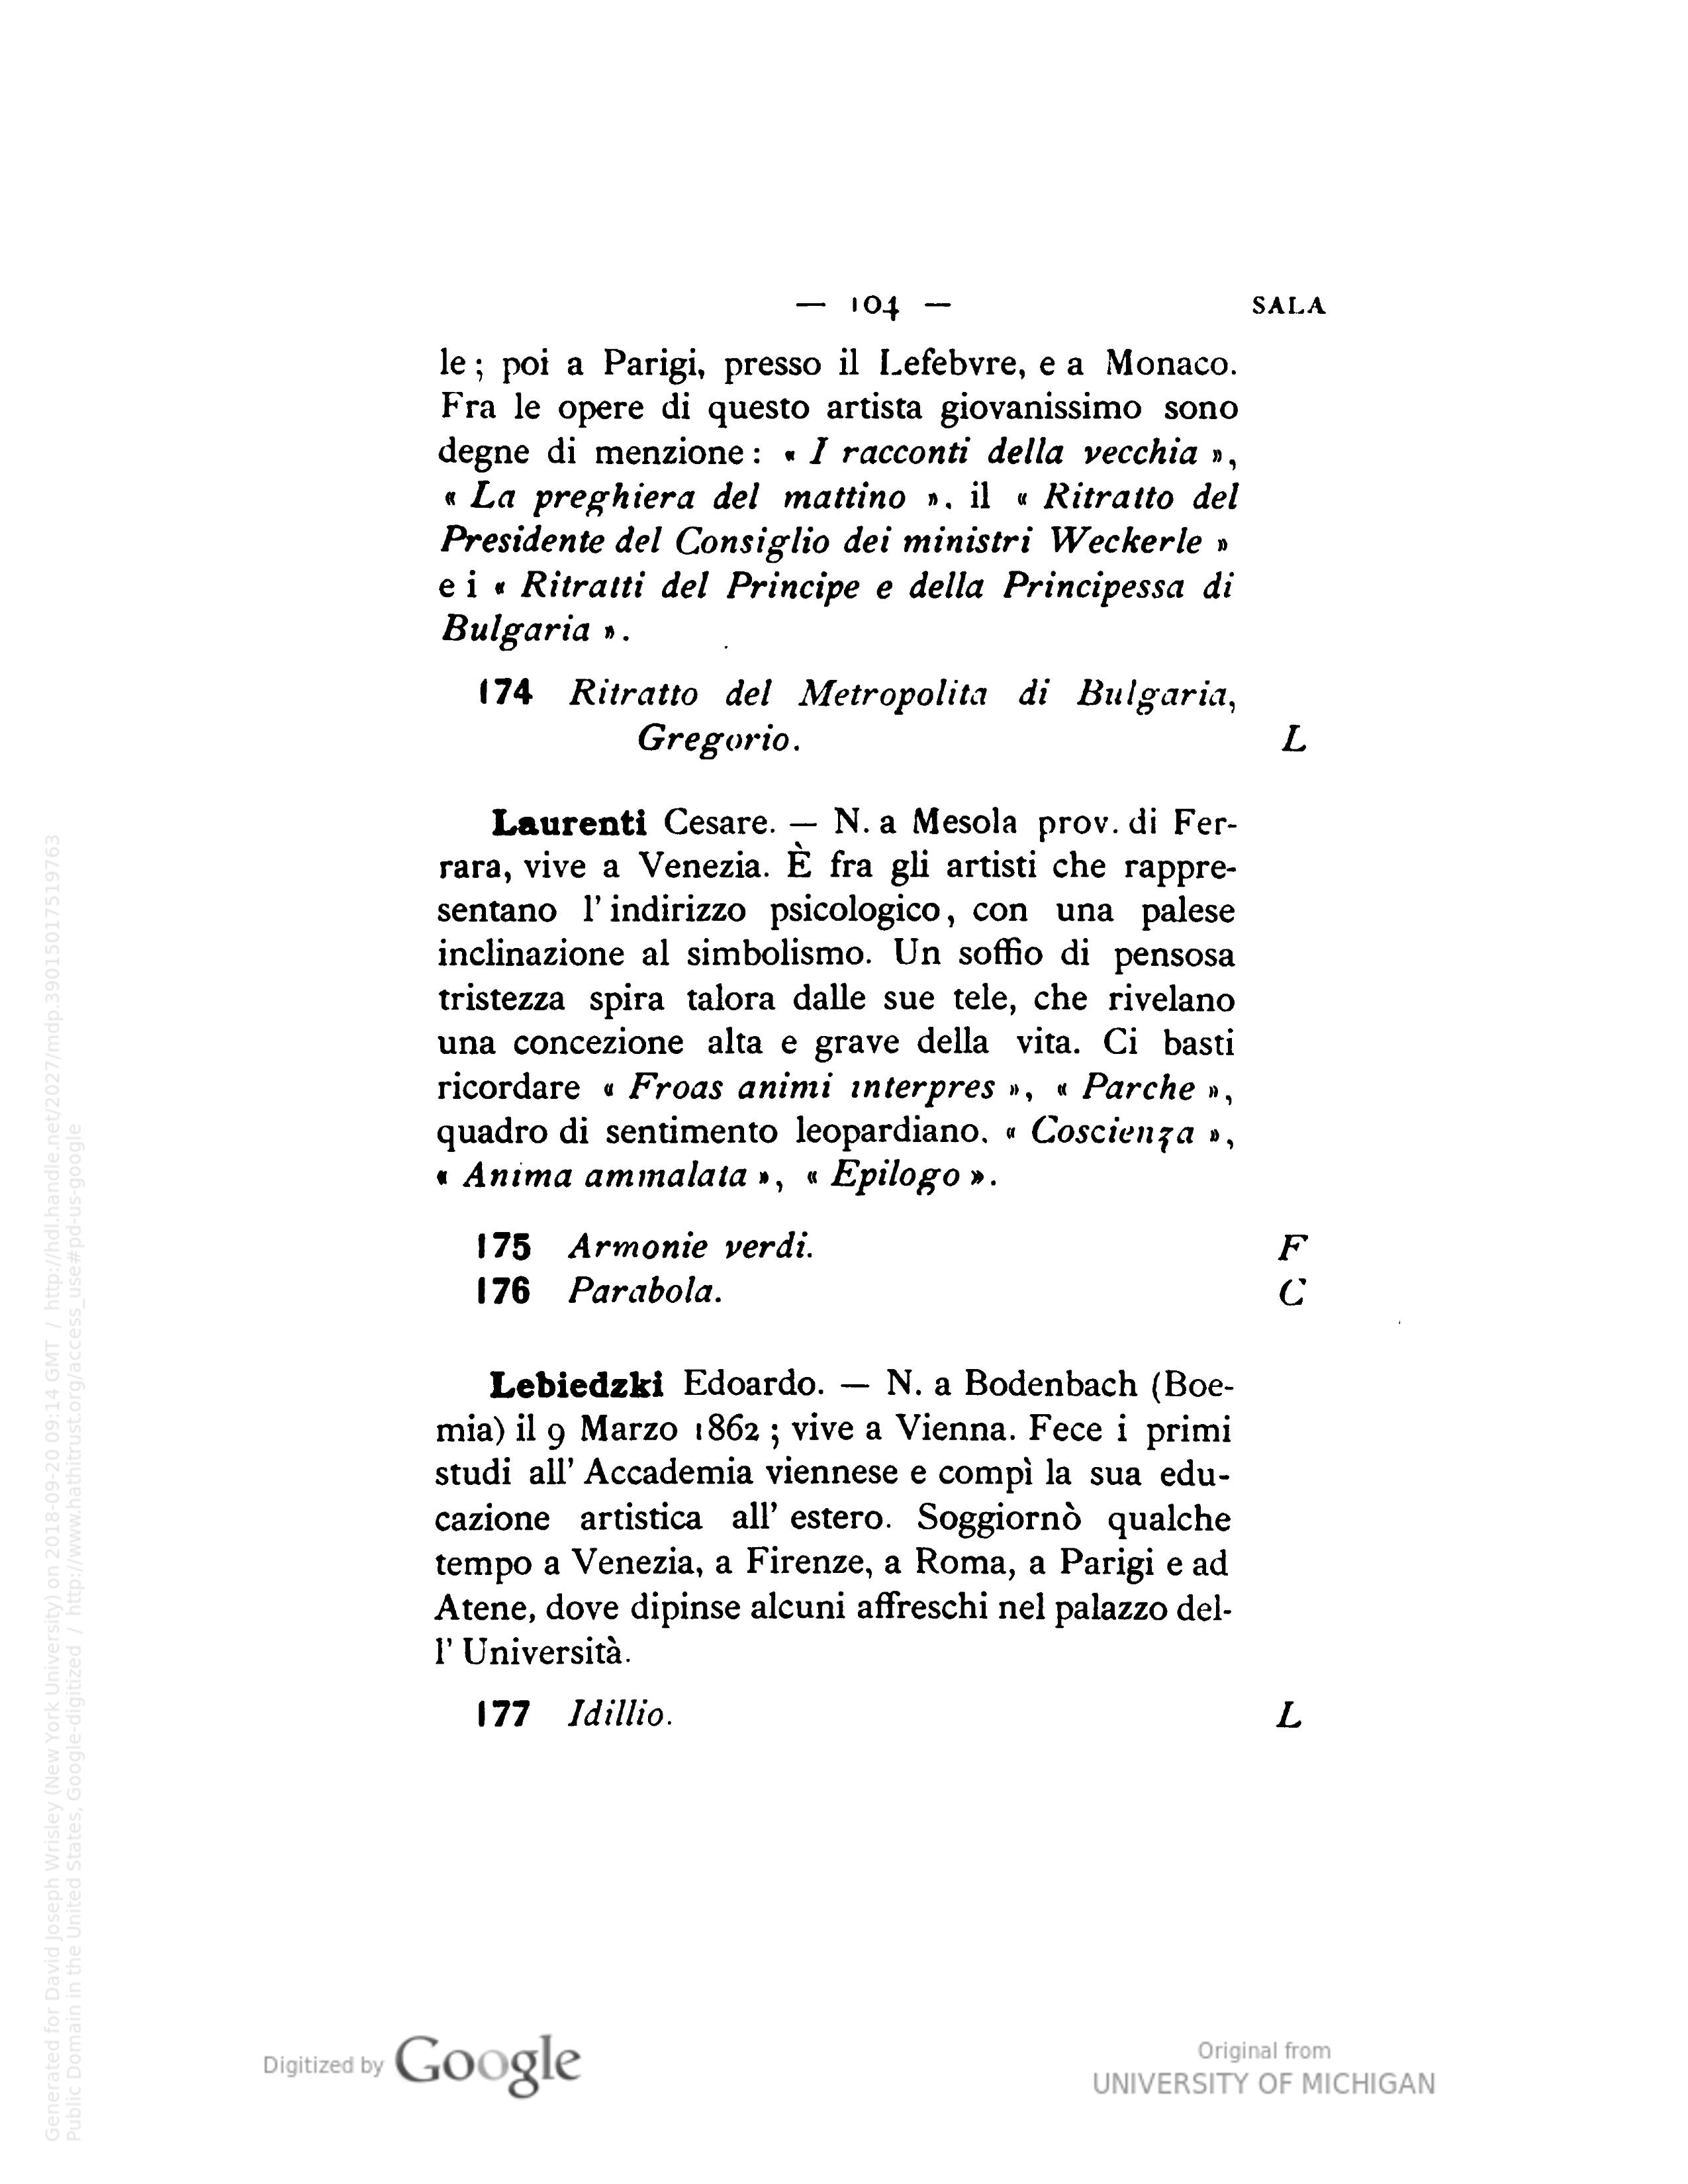 — 104 — SALA
le ; poi a Parigi, presso il Lefebvre, e a Monaco.
Fra le opere di questo artista giovanissimo sono
degne di menzione : « I racconti della vecchia »,
« La preghiera del mattino ». il « Ritratto del
Presidente del Consiglio dei ministri Weckerle »
e i « Ritratti del Principe e della Principessa di
Bulgaria ».
174 Ritratto del Metropolita di Bulgaria,
Gregorio. L
Laurenti Cesare. — N. a Mesola prov. di Fer-
rara, vive a Venezia. È fra gli artisti che rappre-
sentano l' indirizzo psicologico, con una palese
inclinazione al simbolismo. Un soffio di pensosa
tristezza spira talora dalle sue tele, che rivelano
una concezione alta e grave della vita. Ci basti
ricordare « Froas animi interpres », « Parche »,
quadro di sentimento leopardiano. « Coscienza »,
« Anima ammalata », « Epilogo ».
175 Armonie verdi. F
176 Parabola. C
Lebiedzki Edoardo. — N. a Bodenbach (Boe-
mia) il 9 Marzo 1862 ; vive a Vienna. Fece i primi
studi all' Accademia viennese e compì la sua edu-
cazione artistica all' estero. Soggiornò qualche
tempo a Venezia, a Firenze, a Roma, a Parigi e ad
Atene, dove dipinse alcuni affreschi nel palazzo del-
l' Università.
177 Idillio. L
Generated for David Joseph Wrisley (New York University) on 2018-09-20 09:14 GMT / http://hdl.handle.net/2027/mdp.39015017519763
Public Domain in the United States, Google-digitized / http://www.hathitrust.org/access_use#pd-us-google
Digitized by Google
Original from
UNIVERSITY OF MICHIGAN